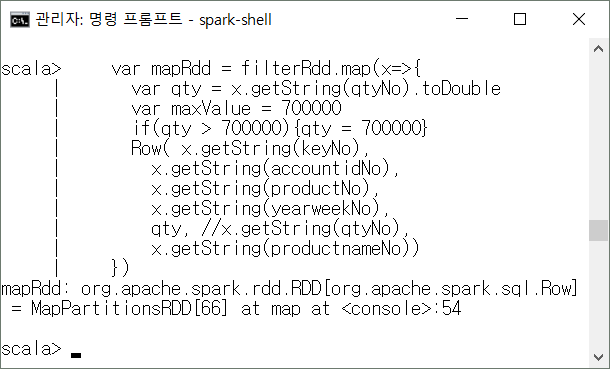 관리자: 명령 프롬프트 - spark-shell
scala>     var mapRdd = filterRdd.map(x=>{
     |       var qty = x.getString(qtyNo).toDouble
     |       var maxValue = 700000
     |       if(qty > 700000){qty = 700000}
     |       Row( x.getString(keyNo),
     |         x.getString(accountidNo),
     |         x.getString(productNo),
     |         x.getString(yearweekNo),
     |         qty, //x.getString(qtyNo),
     |         x.getString(productnameNo))
     |     })
mapRdd: org.apache.spark.rdd.RDD[org.apache.spark.sql.Row]
 = MapPartitionsRDD[66] at map at <console>:54
scala>